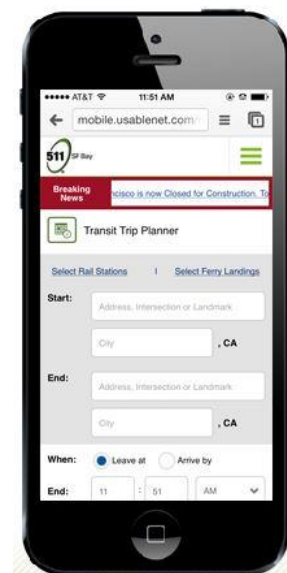 AT&T 11:51 AM
mobile.usablenet.com/
511 SF Bay
Breaking News ncisco is now Closed for Construction. To
Transit Trip Planner
Select Rail Stations | Select Ferry Landings
Start: Address, Intersection or Landmark
City , CA
End: Address, Intersection or Landmark
City , CA
When: Leave at Arrive by
End: 11 : 51 AM